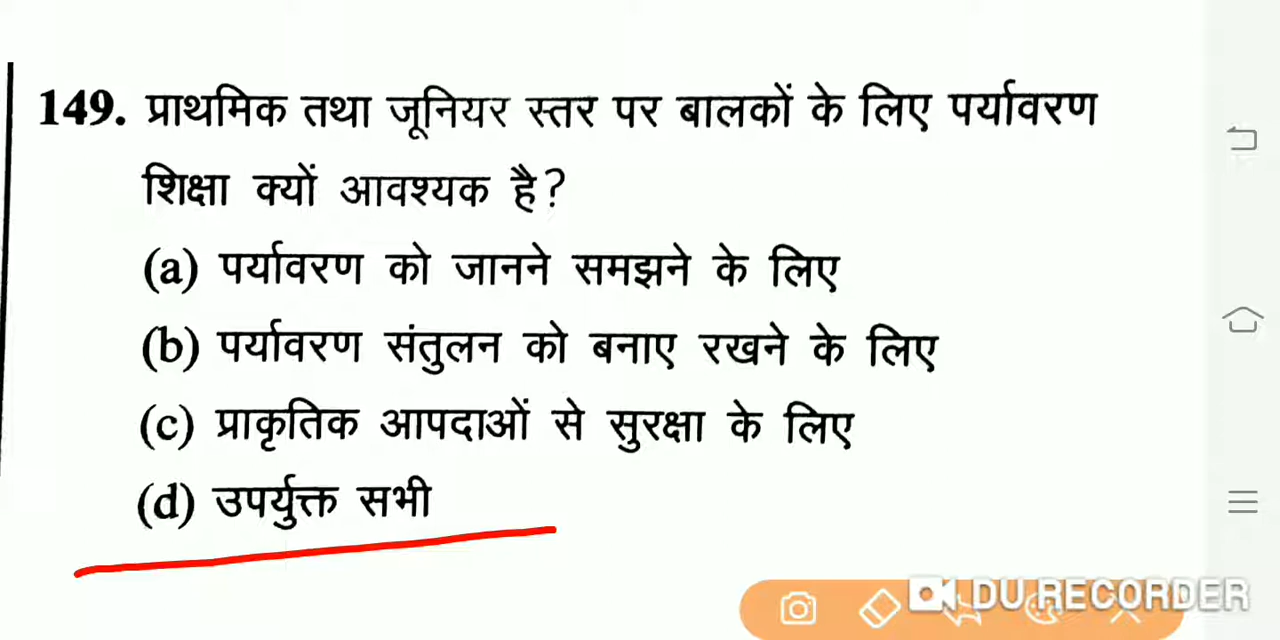 149. प्राथमिक तथा जूनियर स्तर पर बालकों के लिए पर्यावरण
शिक्षा क्यों आवश्यक है?
(a) पर्यावरण को जानने समझने के लिए
(b) पर्यावरण संतुलन को बनाए रखने के लिए
(c) प्राकृतिक आपदाओं से सुरक्षा के लिए
(d) उपर्युक्त सभी
DU RECORDER